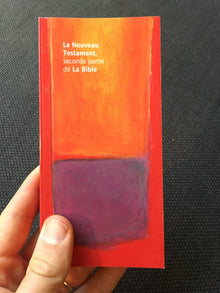 Le Nouveau
Testament,
seconde partie
de La Bible